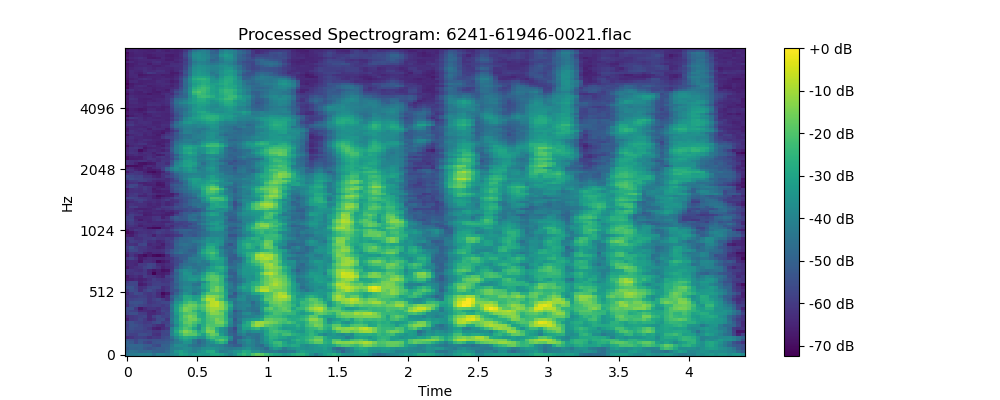 Processed Spectrogram: 6241-61946-0021.flac
Hz
4096
2048
1024
512
0
0 0.5 1 1.5 2 2.5 3 3.5 4
Time
+0 dB
-10 dB
-20 dB
-30 dB
-40 dB
-50 dB
-60 dB
-70 dB